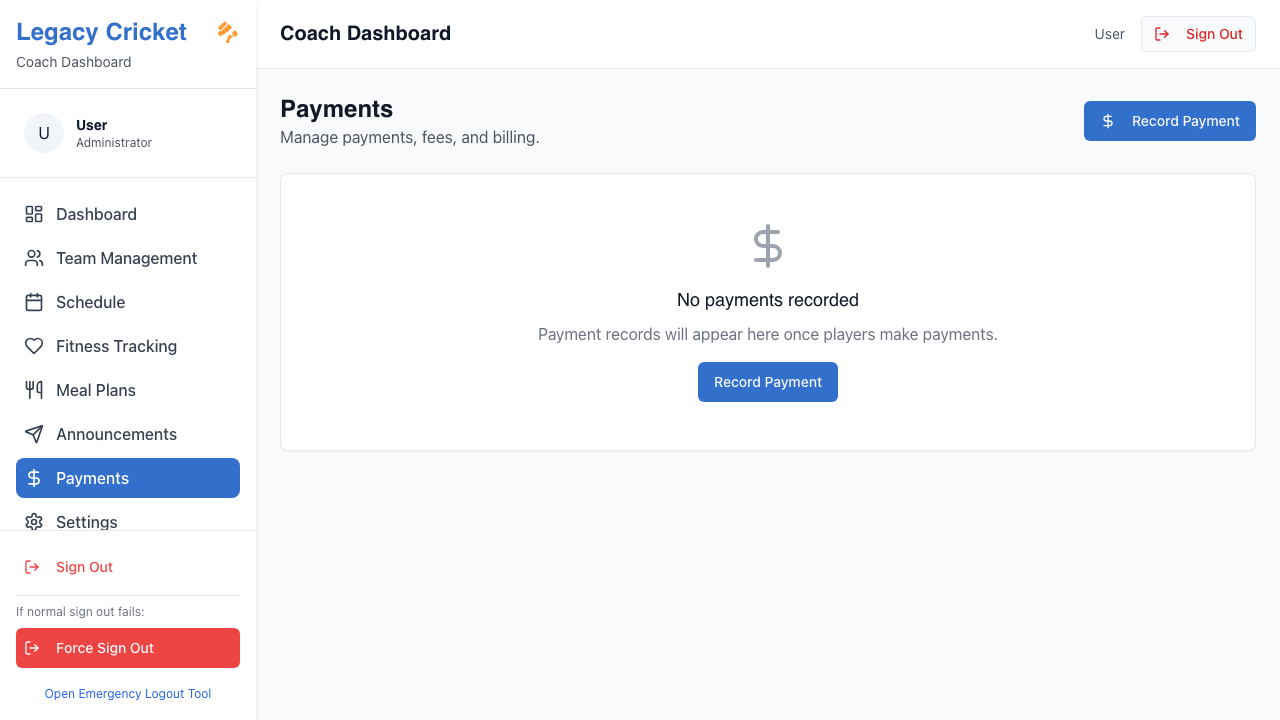 Legacy Cricket
Coach Dashboard
U
User
Administrator
Dashboard
Team Management
Schedule
Fitness Tracking
Meal Plans
Announcements
Payments
Settings
Sign Out
If normal sign out fails:
Force Sign Out
Open Emergency Logout Tool
Coach Dashboard
User
Sign Out
Payments
Manage payments, fees, and billing.
Record Payment
No payments recorded
Payment records will appear here once players make payments.
Record Payment